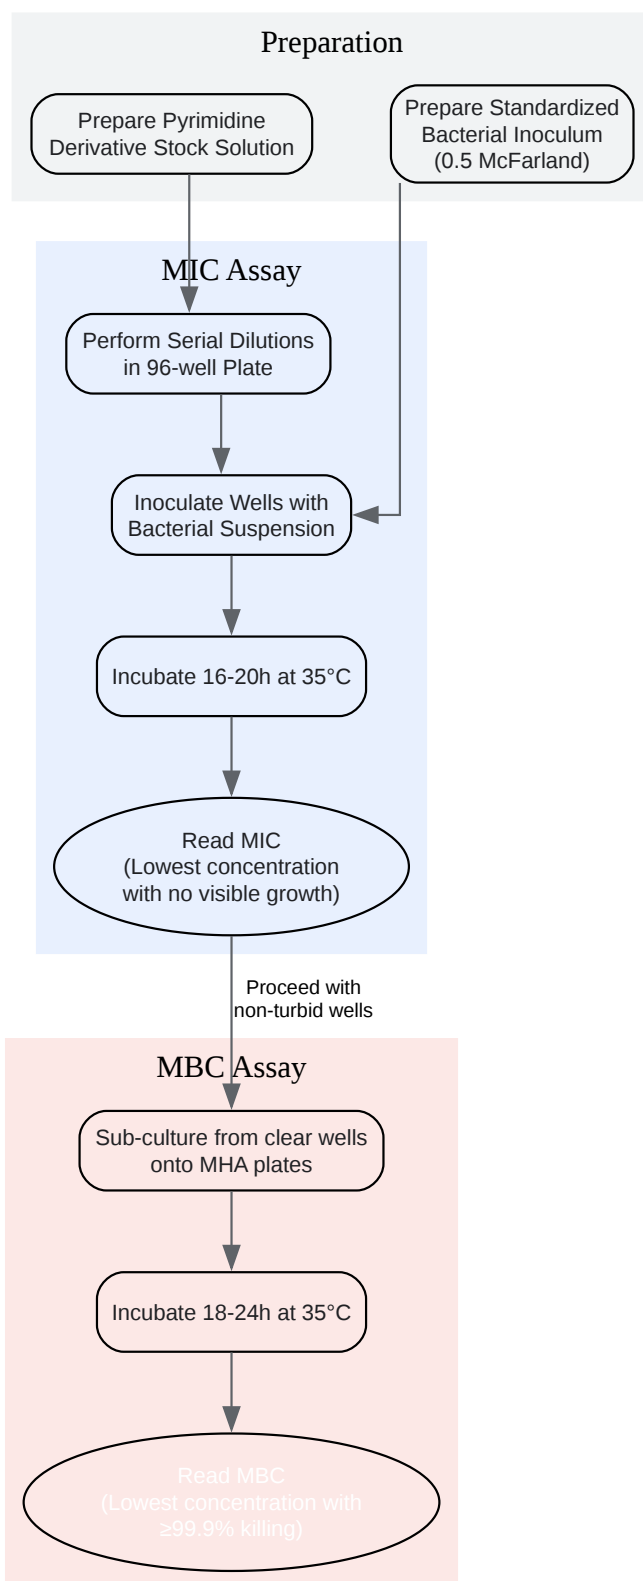 Preparation
Prepare Pyrimidine
Derivative Stock Solution
Prepare Standardized
Bacterial Inoculum
(0.5 McFarland)
MIC Assay
Perform Serial Dilutions
in 96-well Plate
Inoculate Wells with
Bacterial Suspension
Incubate 16-20h at 35°C
Read MIC
(Lowest concentration
with no visible growth)
Proceed with
non-turbid wells
MBC Assay
Sub-culture from clear wells
onto MHA plates
Incubate 18-24h at 35°C
Read MBC
(Lowest concentration with
≥99.9% killing)